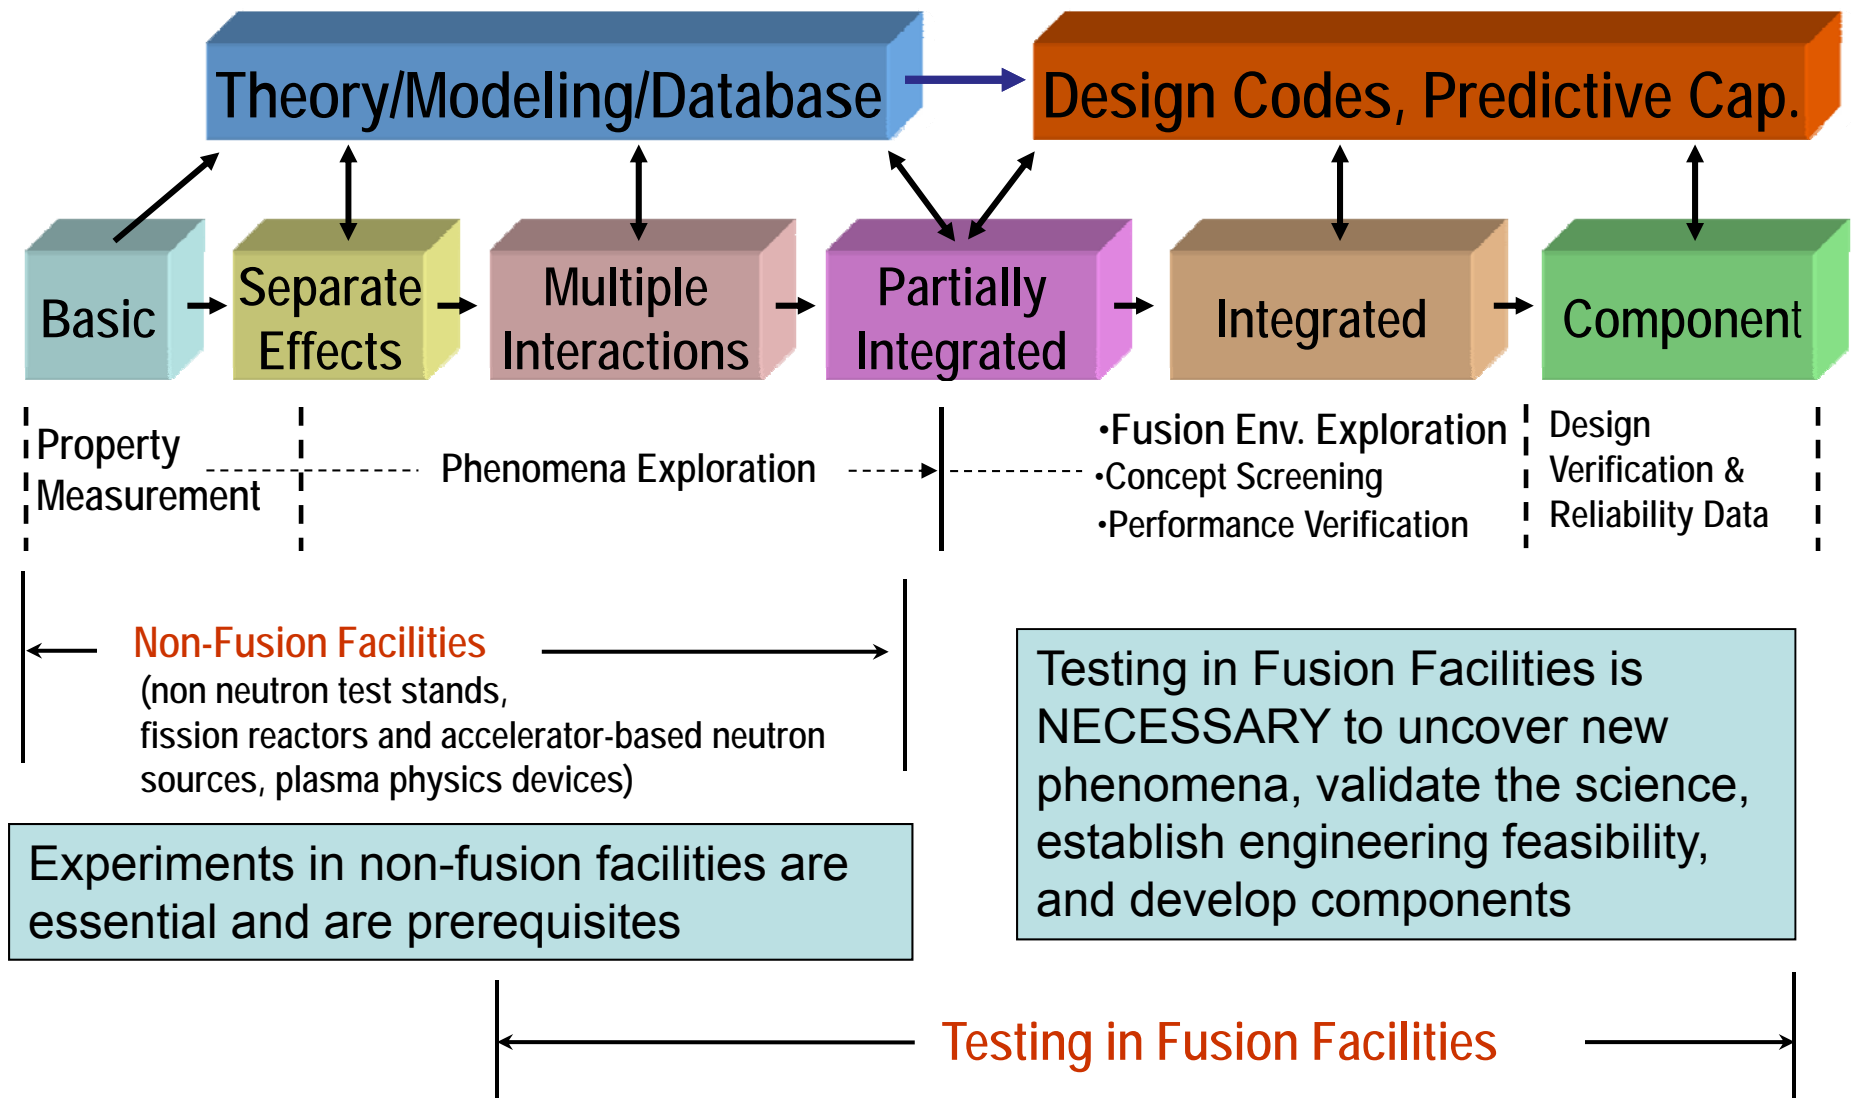 Theory/Modeling/Database
Design Codes, Predictive Cap.
Basic
Separate
Effects
Multiple
Interactions
Partially
Integrated
Integrated
Component
Property
Measurement
Phenomena Exploration
•Fusion Env. Exploration
•Concept Screening
•Performance Verification
Design
Verification &
Reliability Data
Non-Fusion Facilities
(non neutron test stands,
fission reactors and accelerator-based neutron
sources, plasma physics devices)
Experiments in non-fusion facilities are
essential and are prerequisites
Testing in Fusion Facilities is
NECESSARY to uncover new
phenomena, validate the science,
establish engineering feasibility,
and develop components
Testing in Fusion Facilities